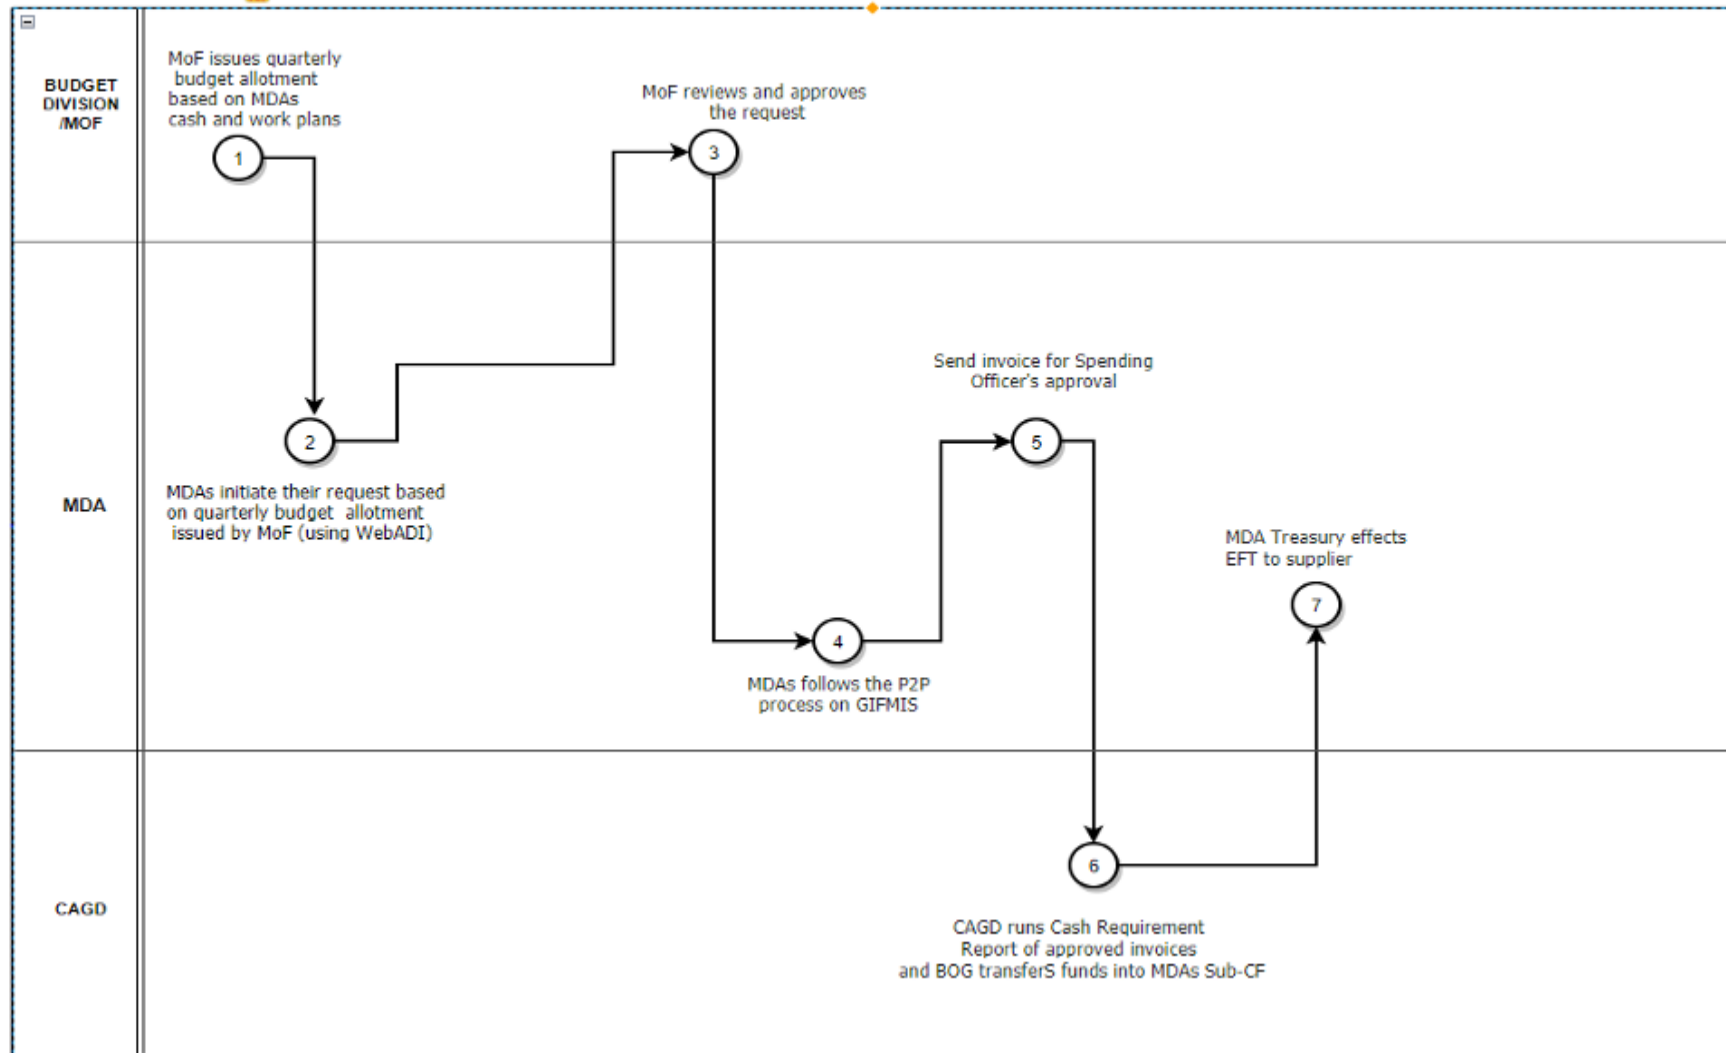 BUDGET
DIVISION
/MOF
MoF issues quarterly
budget allotment
based on MDAs
cash and work plans
1
MoF reviews and approves
the request
3
MDA
2
MDAs initiate their request based
on quarterly budget allotment
issued by MoF (using WebADI)
Send invoice for Spending
Officer's approval
5
4
MDAs follows the P2P
process on GIFMIS
MDA Treasury effects
EFT to supplier
7
CAGD
6
CAGD runs Cash Requirement
Report of approved invoices
and BOG transferS funds into MDAs Sub-CF